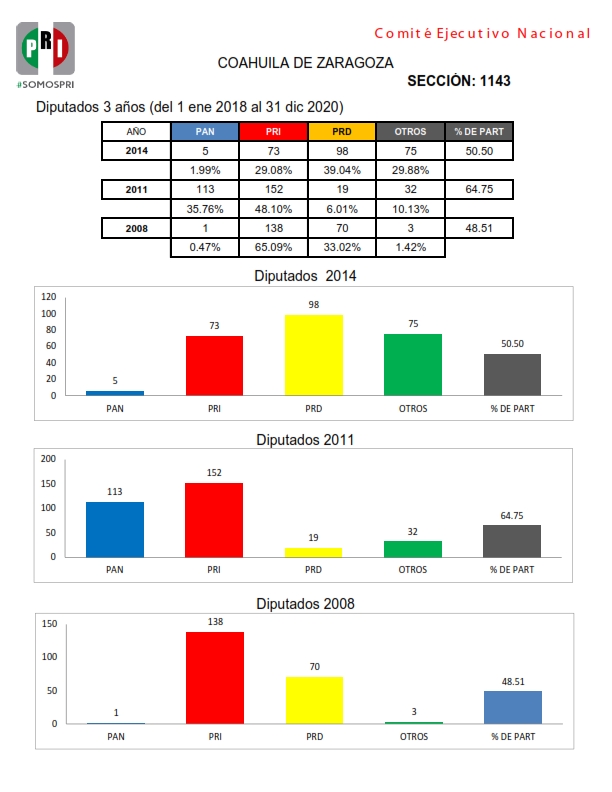 Comité Ejecutivo Nacional
PRI
#SOMOSPRI
COAHUILA DE ZARAGOZA
SECCIÓN: 1143
Diputados 3 años (del 1 ene 2018 al 31 dic 2020)
AÑO PAN PRI PRD OTROS % DE PART
2014 5 73 98 75 50.50
1.99% 29.08% 39.04% 29.88%
2011 113 152 19 32 64.75
35.76% 48.10% 6.01% 10.13%
2008 1 138 70 3 48.51
0.47% 65.09% 33.02% 1.42%
Diputados 2014
120
100
80
60
40
20
0
5 73 98 75 50.50
PAN PRI PRD OTROS % DE PART
Diputados 2011
200
150
100
50
0
113 152 19 32 64.75
PAN PRI PRD OTROS % DE PART
Diputados 2008
150
100
50
0
1 138 70 3 48.51
PAN PRI PRD OTROS % DE PART